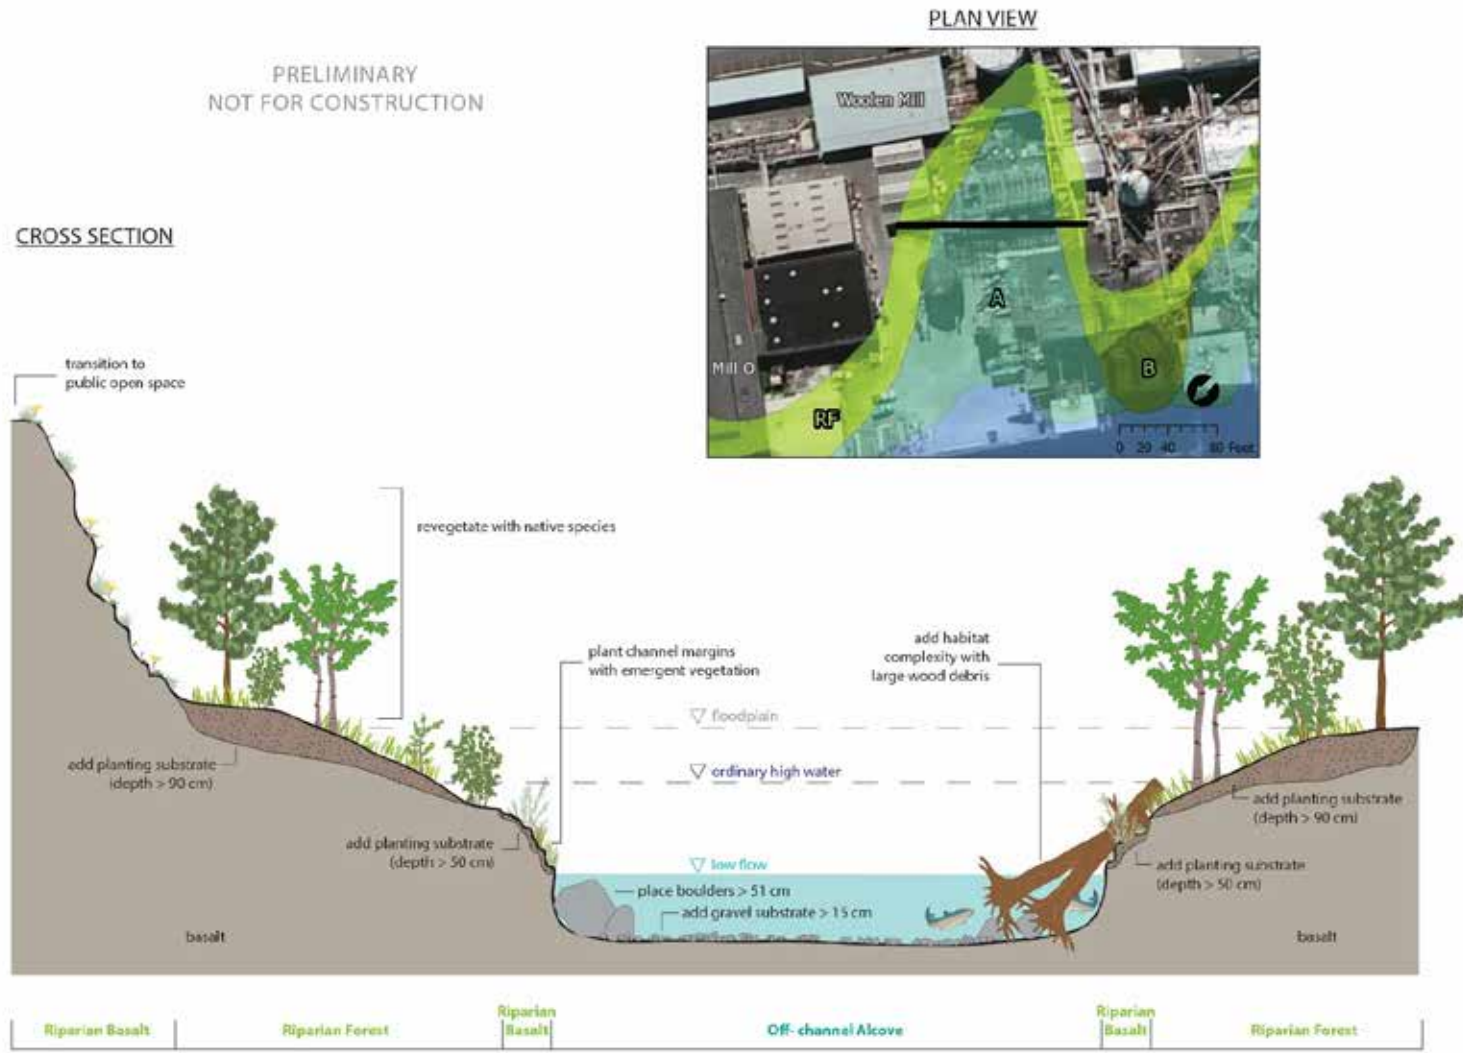 PLAN VIEW
PRELIMINARY
NOT FOR CONSTRUCTION
Woolen Mill
A
B
Mill O
RF
0 20 40 80 Feet
CROSS SECTION
transition to
public open space
revegetate with native species
plant channel margins
with emergent vegetation
add habitat
complexity with
large wood debris
floodplain
ordinary high water
low flow
add planting substrate
(depth > 90 cm)
add planting substrate
(depth > 50 cm)
place boulders > 51 cm
add gravel substrate > 15 cm
add planting substrate
(depth > 90 cm)
add planting substrate
(depth > 50 cm)
basalt
basalt
Riparian Basalt
Riparian Forest
Riparian
Basalt
Off- channel Alcove
Riparian
Basalt
Riparian Forest